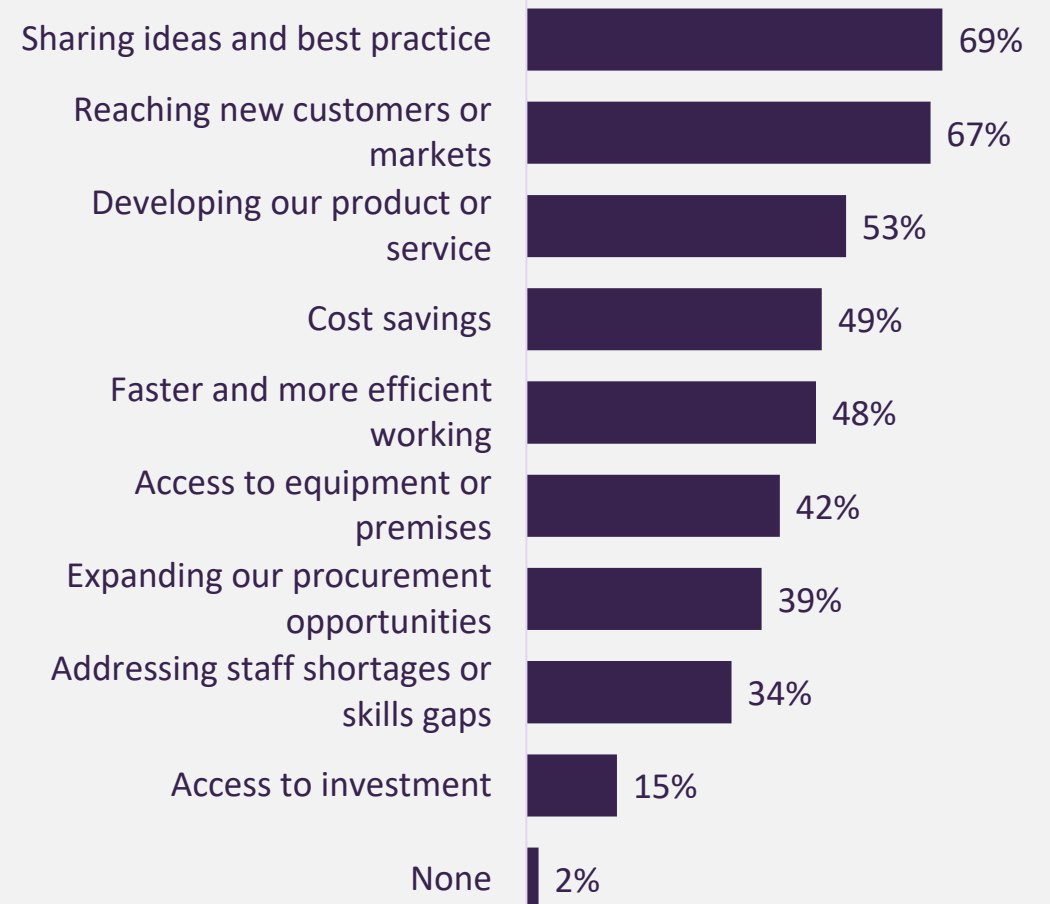 Sharing ideas and best practice
69%
Reaching new customers or
markets
67%
Developing our product or
service
53%
Cost savings
49%
Faster and more efficient
working
48%
Access to equipment or
premises
42%
Expanding our procurement
opportunities
39%
Addressing staff shortages or
skills gaps
34%
Access to investment
15%
None
2%